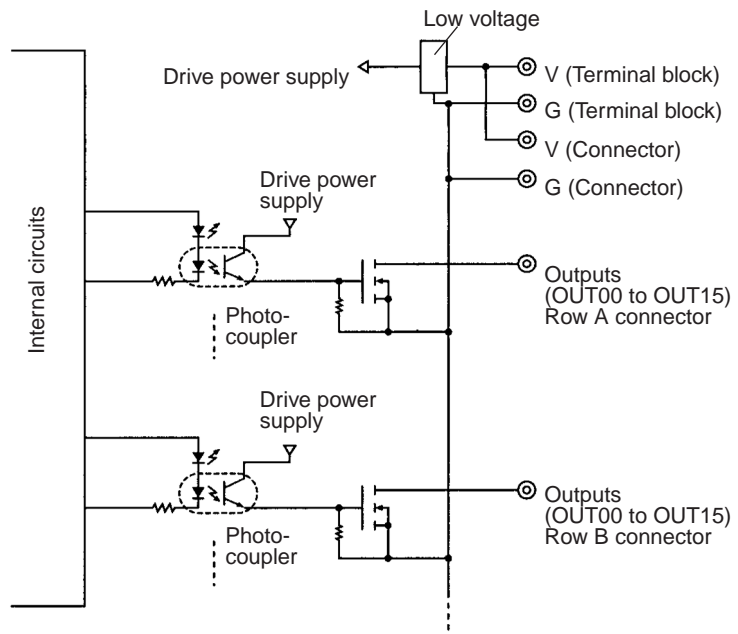 Low voltage
Drive power supply
V (Terminal block)
G (Terminal block)
V (Connector)
G (Connector)
Internal circuits
Drive power
supply
Photo-
coupler
Outputs
(OUT00 to OUT15)
Row A connector
Drive power
supply
Photo-
coupler
Outputs
(OUT00 to OUT15)
Row B connector